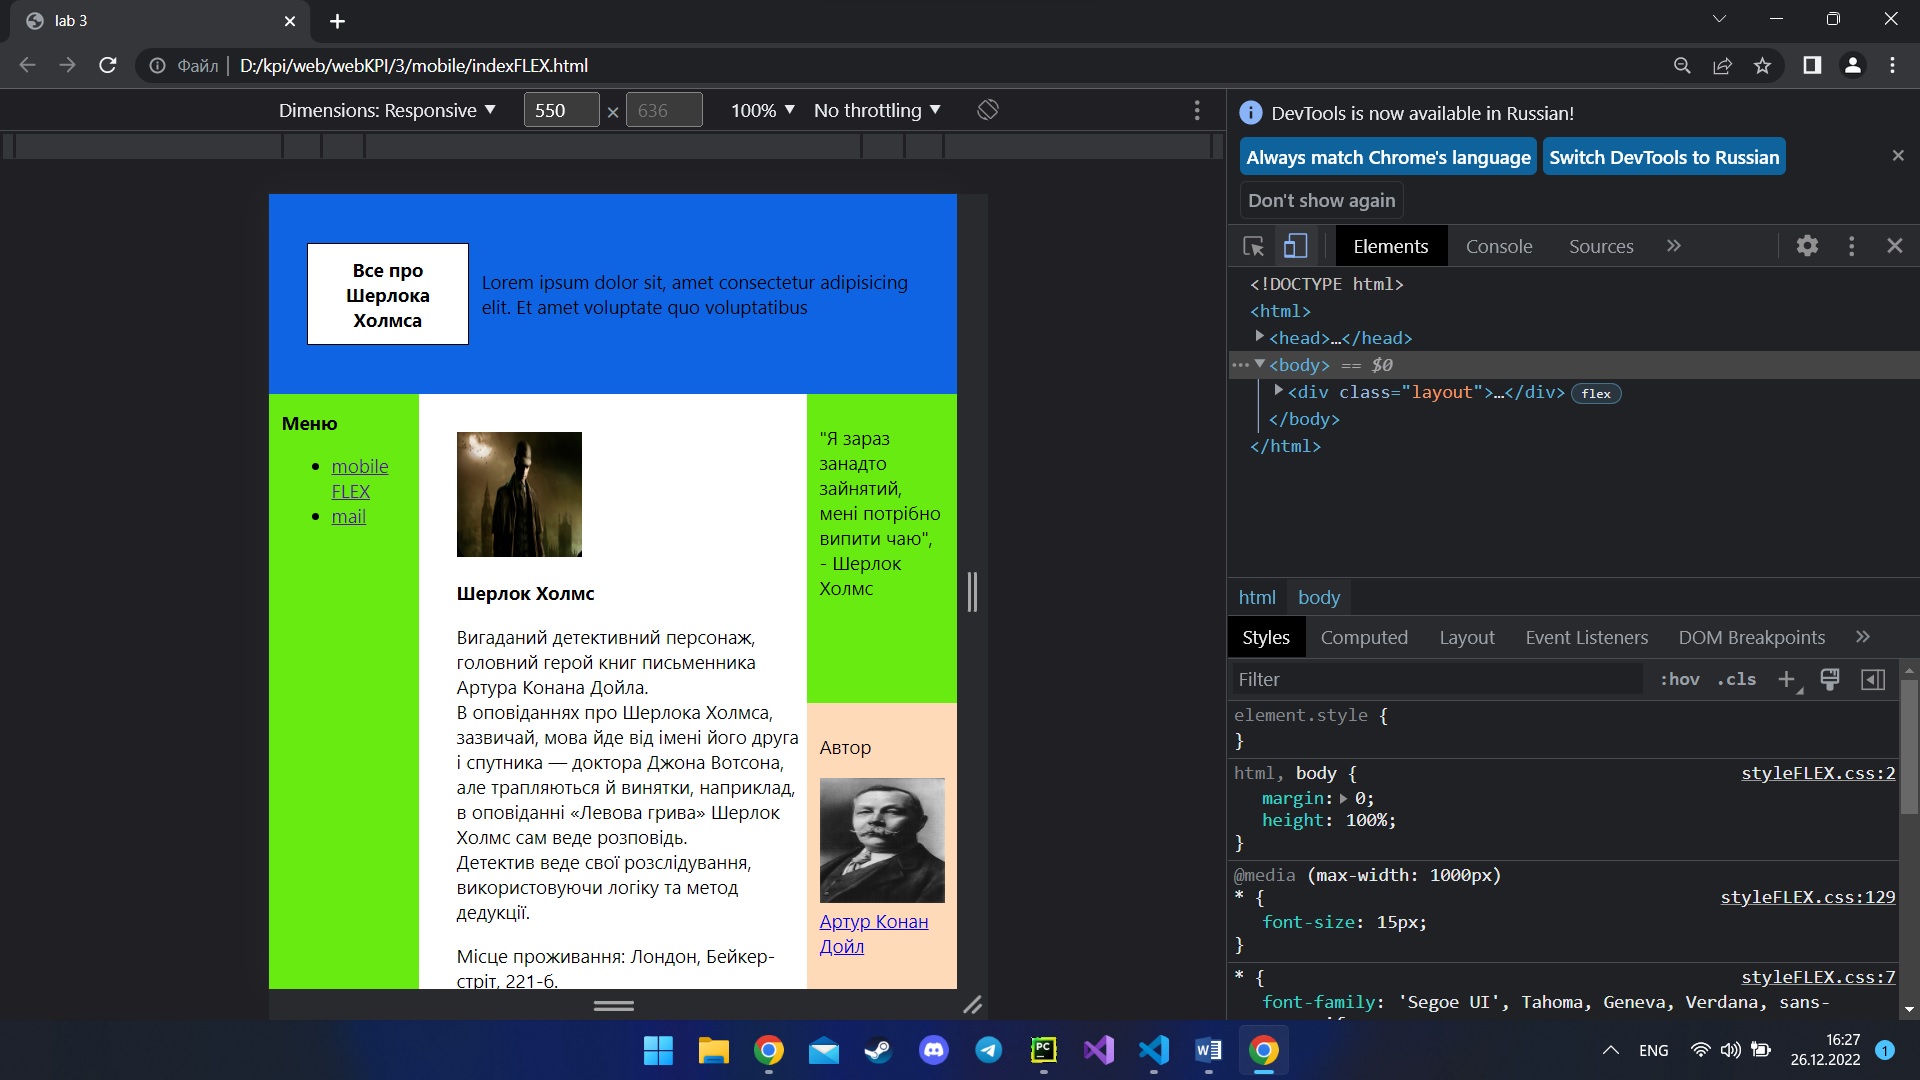 lab 3
Файл D:/kpi/web/webKPI/3/mobile/indexFLEX.html
Dimensions: Responsive 550 × 636 100% No throttling
DevTools is now available in Russian!
Always match Chrome's language Switch DevTools to Russian
Don't show again
Elements Console Sources
<!DOCTYPE html>
<html>
<head>…</head>
<body> == $0
<div class="layout">…</div> flex
</body>
</html>
html body
Styles Computed Layout Event Listeners DOM Breakpoints
Filter :hov .cls
element.style {
}
html, body { styleFLEX.css:2
margin: 0;
height: 100%;
}
@media (max-width: 1000px)
* { styleFLEX.css:129
font-size: 15px;
}
* { styleFLEX.css:7
font-family: 'Segoe UI', Tahoma, Geneva, Verdana, sans-
Все про
Шерлока
Холмса
Lorem ipsum dolor sit, amet consectetur adipisicing
elit. Et amet voluptate quo voluptatibus
Меню
mobile
FLEX
mail
Шерлок Холмс
Вигаданий детективний персонаж,
головний герой книг письменника
Артура Конана Дойла.
В оповіданнях про Шерлока Холмса,
зазвичай, мова йде від імені його друга
і спутника — доктора Джона Вотсона,
але трапляються й винятки, наприклад,
в оповіданні «Левова грива» Шерлок
Холмс сам веде розповідь.
Детектив веде свої розслідування,
використовуючи логіку та метод
дедукції.
Місце проживання: Лондон, Бейкер-
стріт, 221-б.
"Я зараз
занадто
зайнятий,
мені потрібно
випити чаю",
- Шерлок
Холмс
Автор
Артур Конан
Дойл
PC
W
ENG
16:27
26.12.2022
1